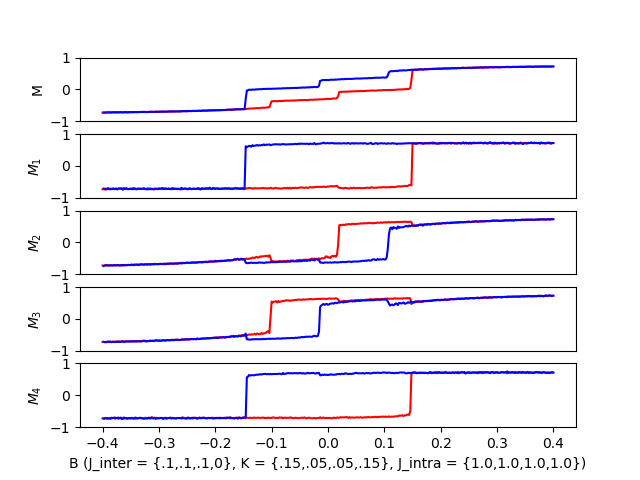 1
M 0
−1
1
M₁ 0
−1
1
M₂ 0
−1
1
M₃ 0
−1
1
M₄ 0
−1
−0.4 −0.3 −0.2 −0.1 0.0 0.1 0.2 0.3 0.4
B (J_inter = {.1,.1,.1,0}, K = {.15,.05,.05,.15}, J_intra = {1.0,1.0,1.0,1.0})